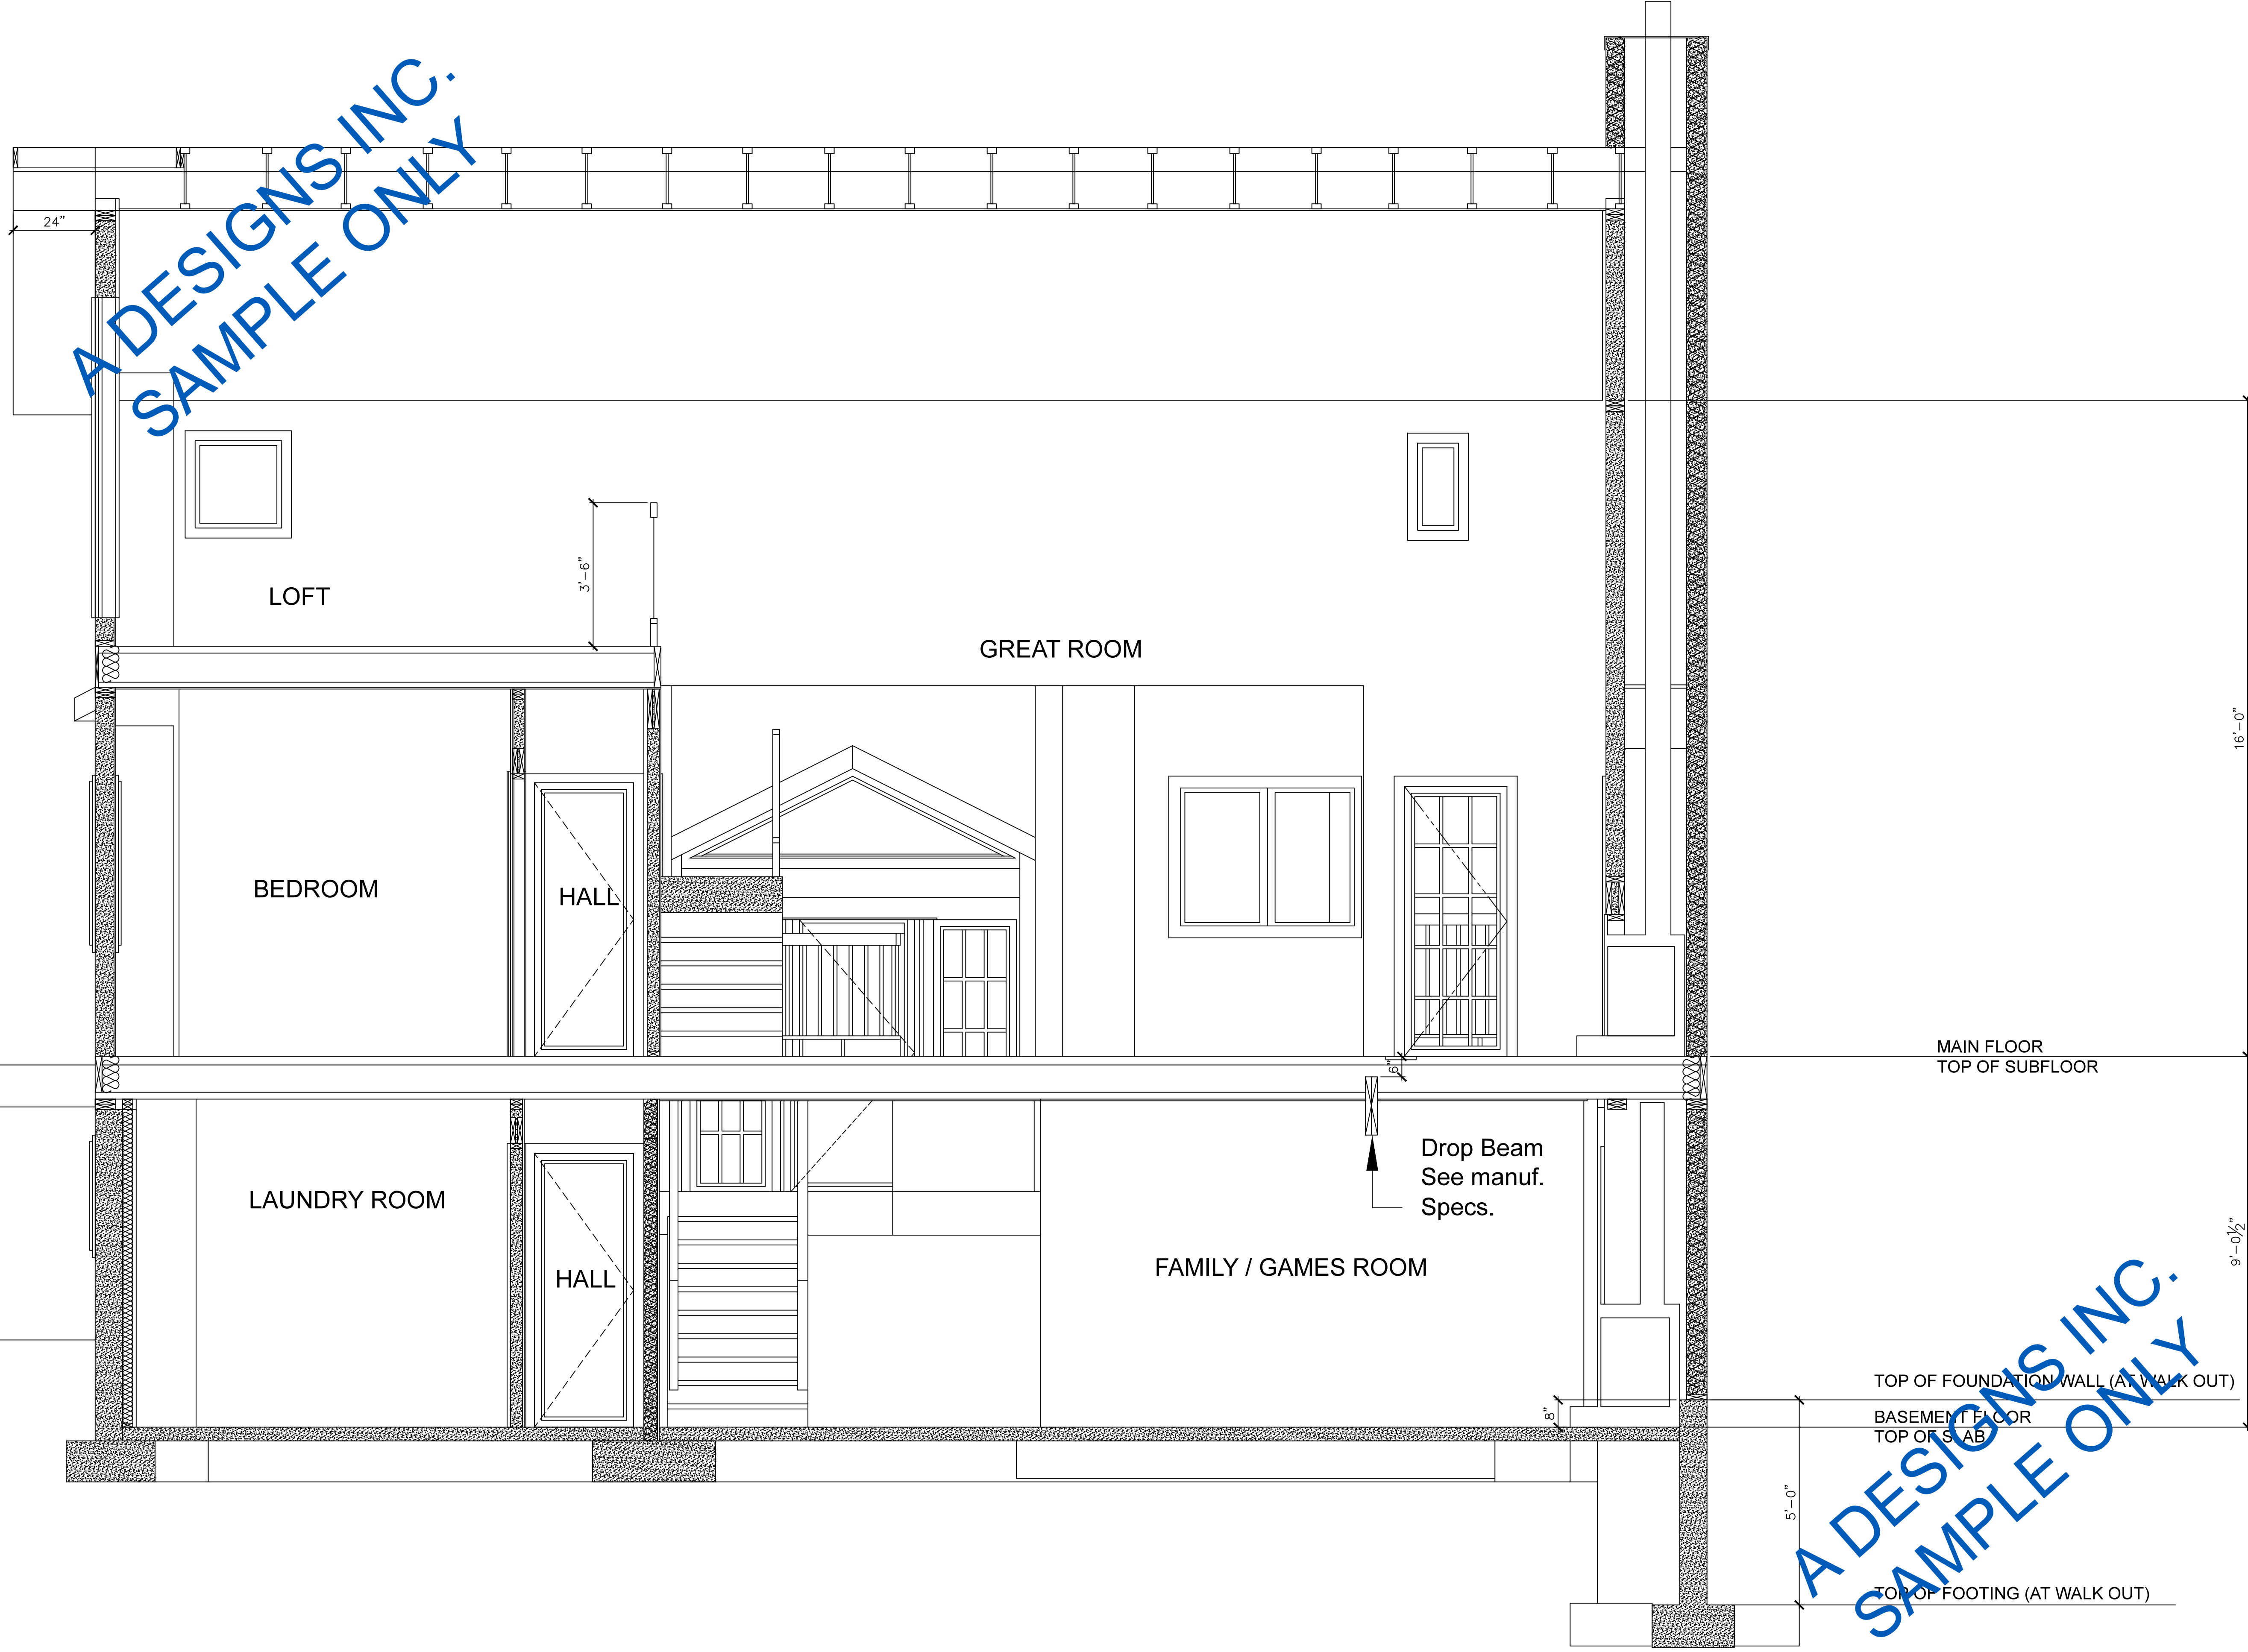 A DESIGNS INC.
SAMPLE ONLY
24"
3'-6"
LOFT
GREAT ROOM
16'-0"
BEDROOM
HALL
MAIN FLOOR
TOP OF SUBFLOOR
6"
Drop Beam
See manuf.
Specs.
LAUNDRY ROOM
HALL
FAMILY / GAMES ROOM
9'-0½"
TOP OF FOUNDATION WALL (AT WALK OUT)
8"
BASEMENT FLOOR
TOP OF SLAB
5'-0"
TOP OF FOOTING (AT WALK OUT)
A DESIGNS INC.
SAMPLE ONLY